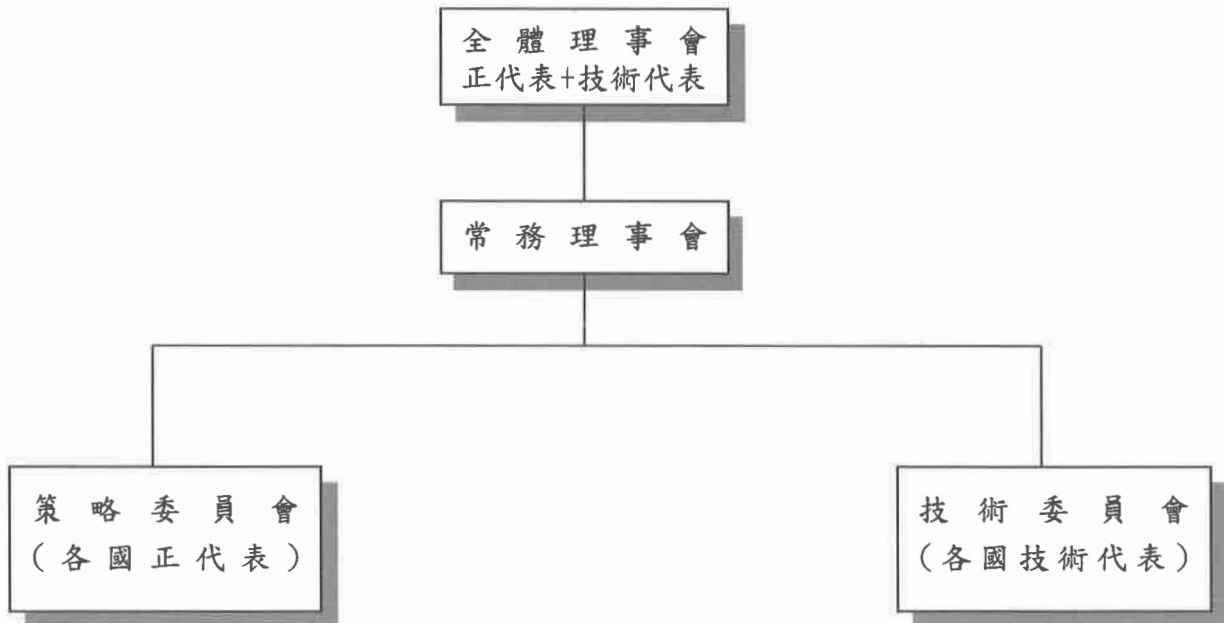 全體理事會
正代表+技術代表
常務理事會
策略委員會
(各國正代表)
技術委員會
(各國技術代表)